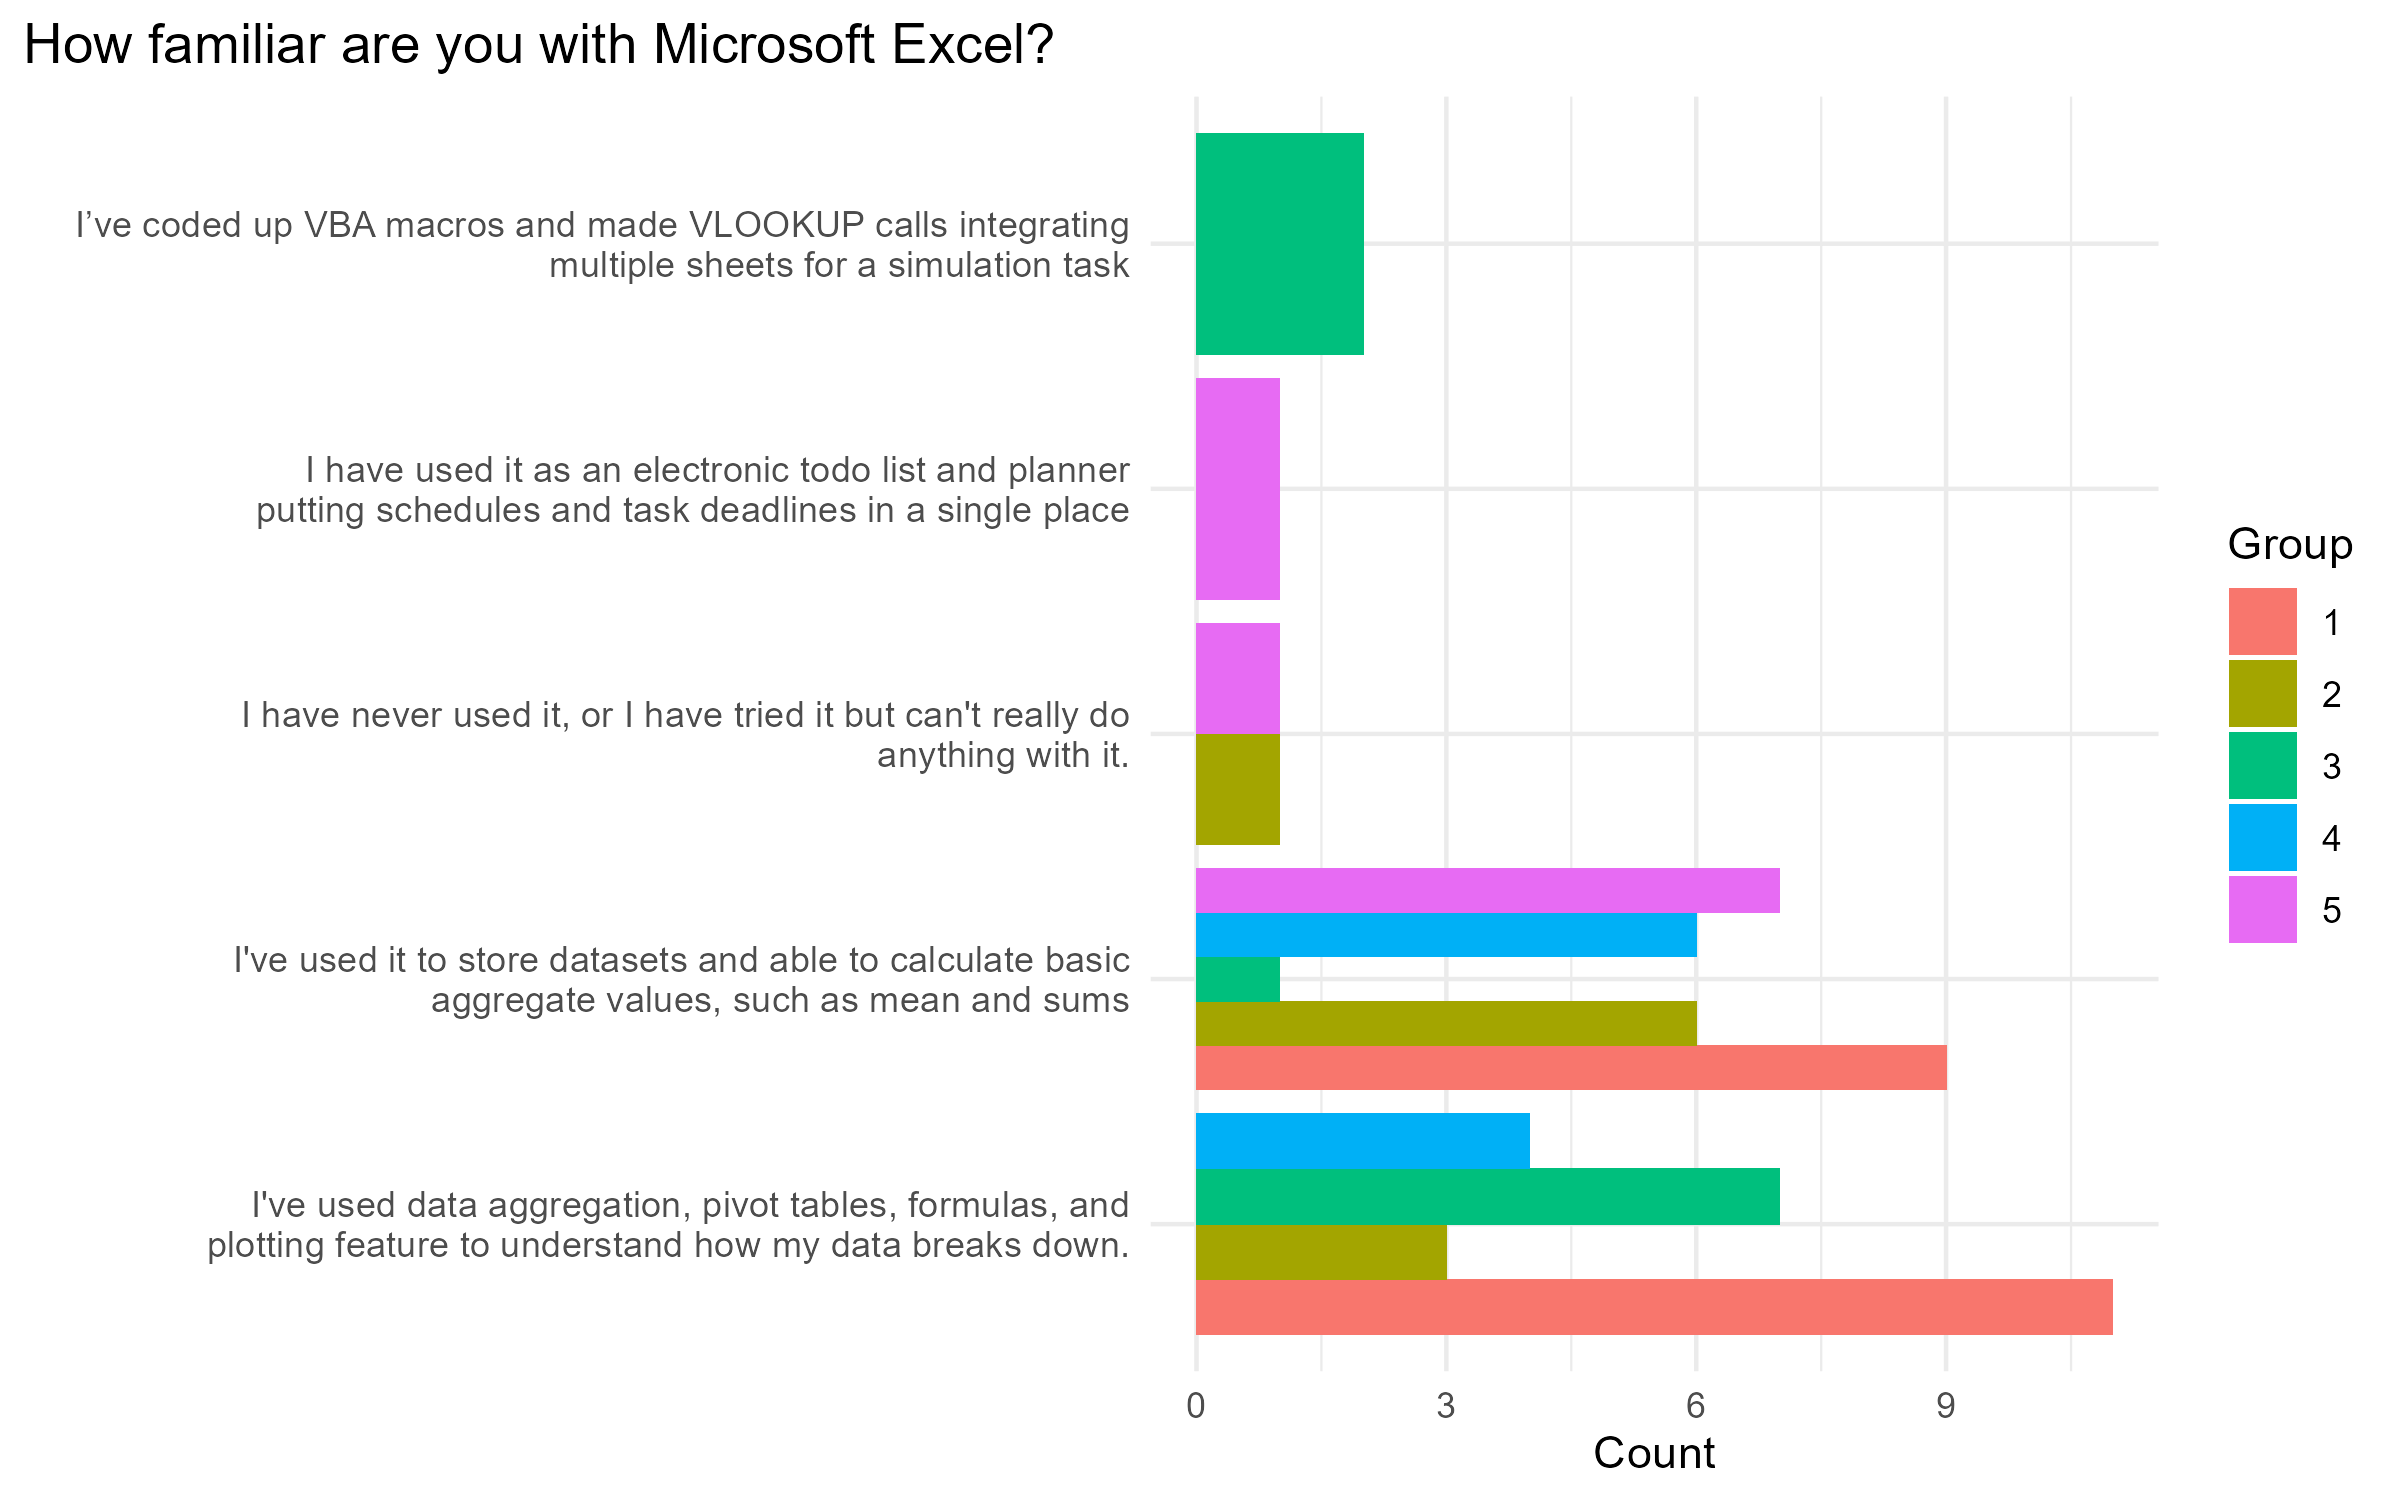 How familiar are you with Microsoft Excel?
I’ve coded up VBA macros and made VLOOKUP calls integrating
multiple sheets for a simulation task
I have used it as an electronic todo list and planner
putting schedules and task deadlines in a single place
I have never used it, or I have tried it but can't really do
anything with it.
I've used it to store datasets and able to calculate basic
aggregate values, such as mean and sums
I've used data aggregation, pivot tables, formulas, and
plotting feature to understand how my data breaks down.
0 3 6 9
Count
Group
1
2
3
4
5